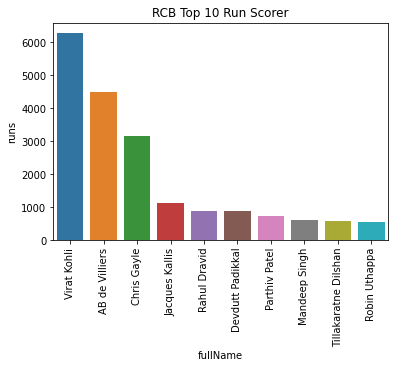 RCB Top 10 Run Scorer
6000
5000
4000
3000
2000
1000
0
runs
Virat Kohli
AB de Villiers
Chris Gayle
Jacques Kallis
Rahul Dravid
Devdutt Padikkal
Parthiv Patel
Mandeep Singh
Tillakaratne Dilshan
Robin Uthappa
fullName